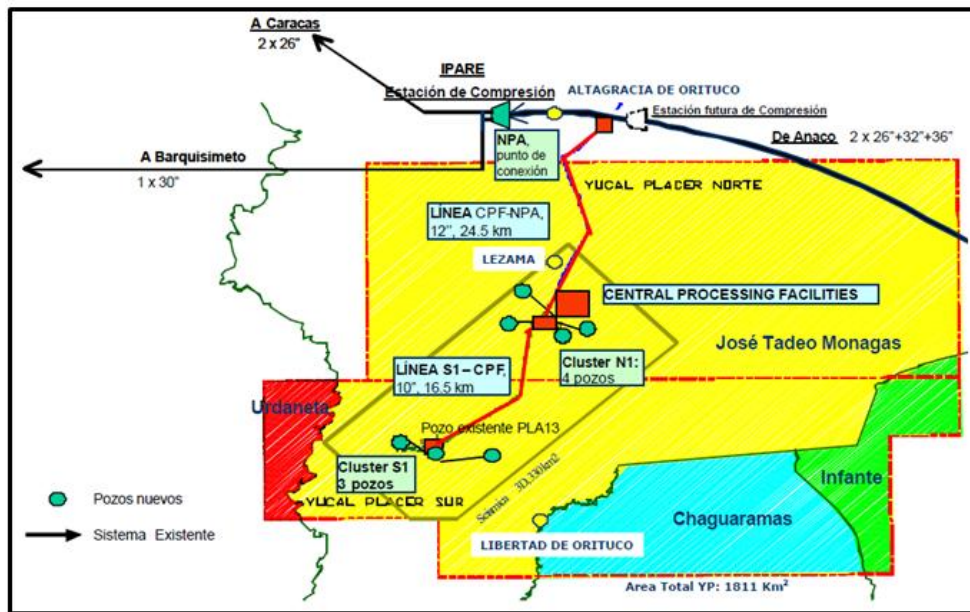 A Caracas
2 x 26"
IPARE
Estación de Compresión
ALTAGRACIA DE ORITUCO
Estación futura de Compresión
De Anaco 2 x 26"+32"+36"
NPA,
punto de
conexión
A Barquisimeto
1 x 30"
YUCAL PLACER NORTE
LÍNEA CPF-NPA,
12", 24.5 km
LEZAMA
CENTRAL PROCESSING FACILITIES
José Tadeo Monagas
Cluster N1:
4 pozos
LÍNEA S1–CPF,
10", 16.5 km
Urdaneta
Pozo existente PLA13
Cluster S1
3 pozos
Infante
Sísmica 3D,330km2
Pozos nuevos
YUCAL PLACER SUR
Chaguaramas
Sistema Existente
LIBERTAD DE ORITUCO
Area Total YP: 1811 Km²